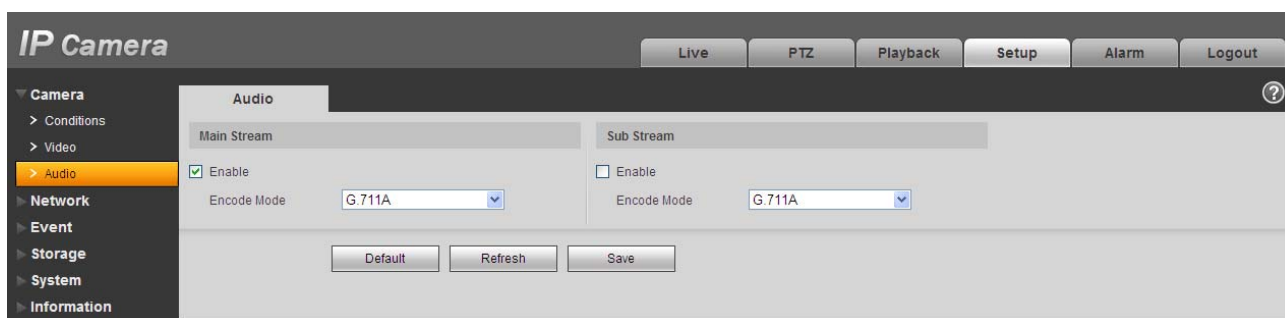 IP Camera
Live PTZ Playback Setup Alarm Logout
Camera
> Conditions
> Video
> Audio
Network
Event
Storage
System
Information
Audio
?
Main Stream
Enable
Encode Mode G.711A
Sub Stream
Enable
Encode Mode G.711A
Default Refresh Save